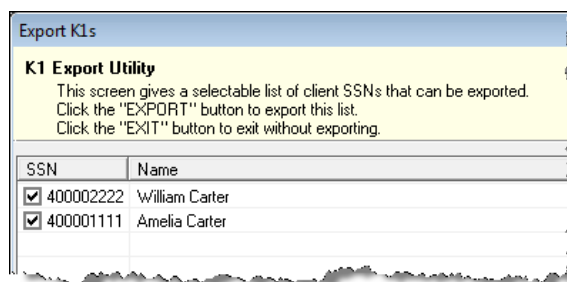 Export K1s
K1 Export Utility
This screen gives a selectable list of client SSNs that can be exported.
Click the "EXPORT" button to export this list.
Click the "EXIT" button to exit without exporting.
SSN Name
400002222 William Carter
400001111 Amelia Carter